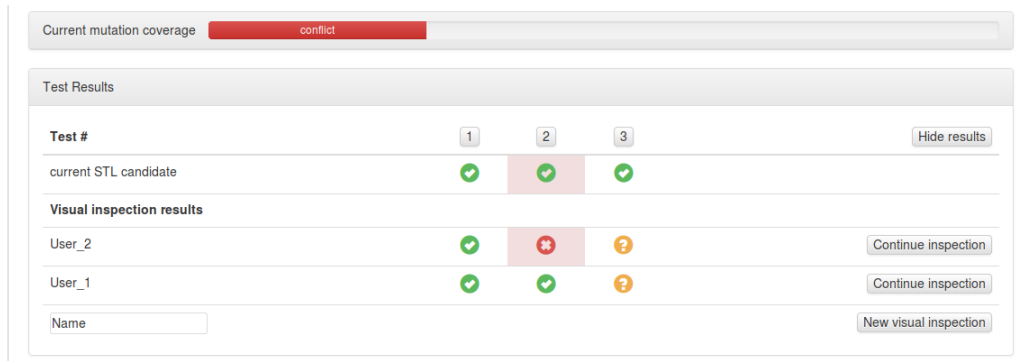 Current mutation coverage conflict
Test Results
Test # 1 2 3 Hide results
current STL candidate
Visual inspection results
User_2 Continue inspection
User_1 Continue inspection
Name New visual inspection